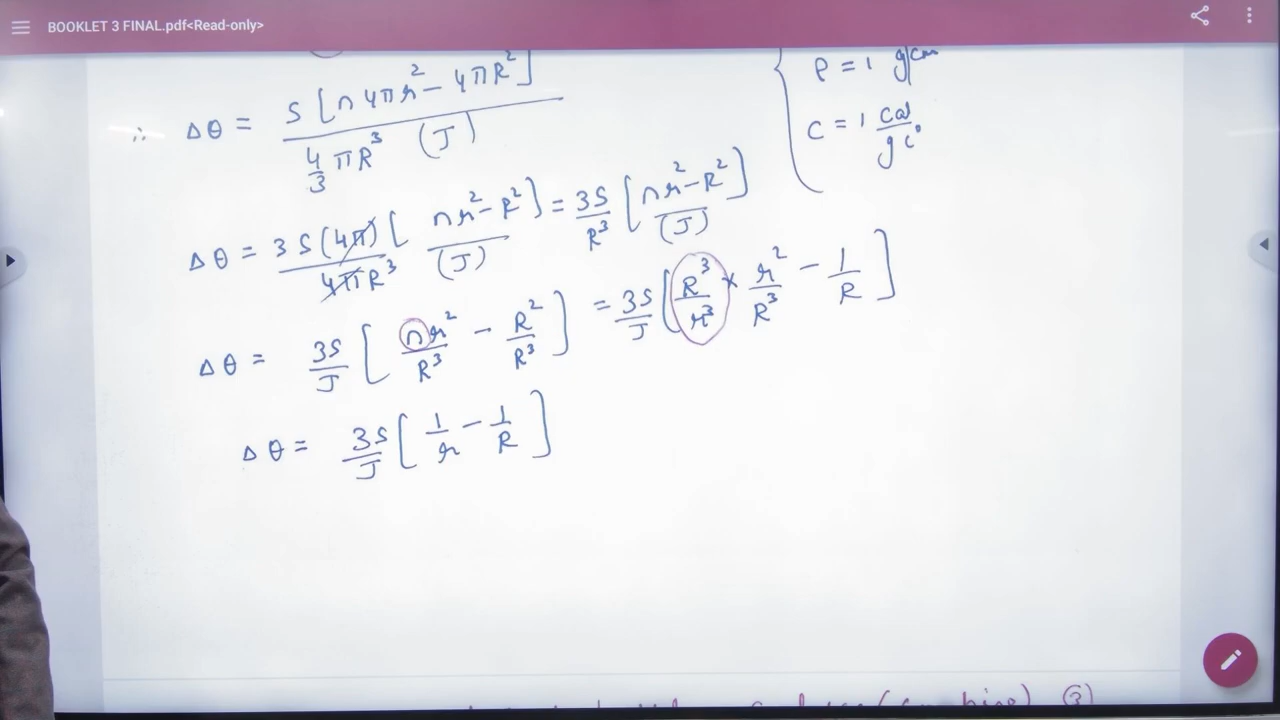 BOOKLET 3 FINAL.pdf<Read-only>
∴ Δθ = S [n 4πr² − 4πR²] / (4/3 πR³ (J))
ρ = 1 g/cm
c = 1 cal/g c°
Δθ = 3 S (4π) [nr² − R²] / (4πR³ (J)) = 3S/R³ [nr² − R²/(J)]
Δθ = 3S/J [nr²/R³ − R²/R³] = 3S/J [R³/r³ × r²/R³ − 1/R]
Δθ = 3S/J [1/r − 1/R]